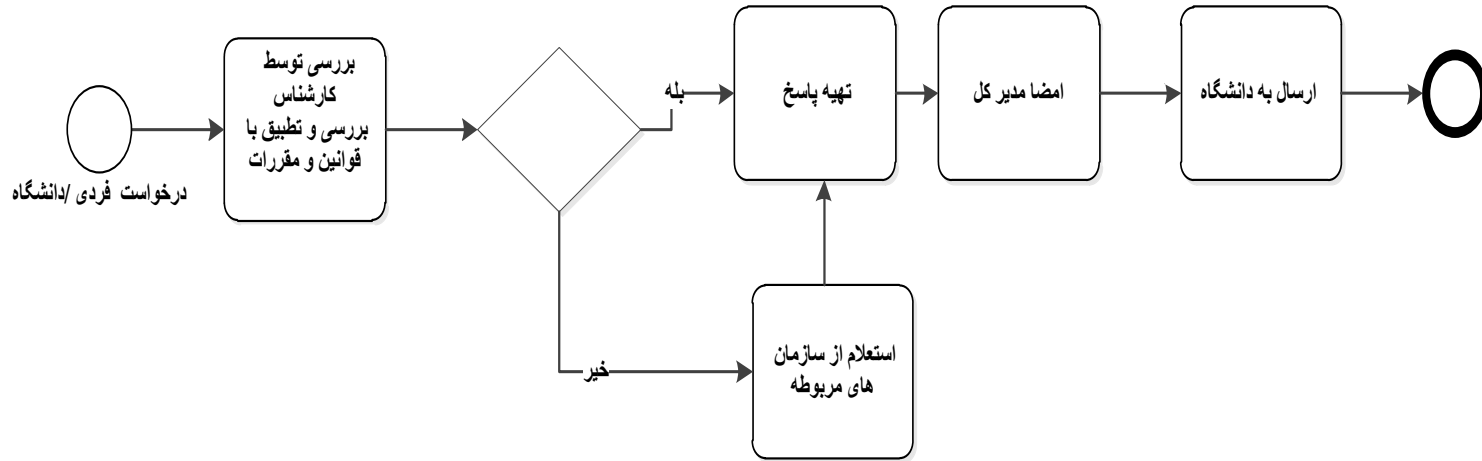 درخواست فردی /دانشگاه
بررسی توسط
کارشناس
بررسی و تطبیق با
قوانین و مقررات
بله
خیر
استعلام از سازمان
های مربوطه
تهیه پاسخ
امضا مدیر کل
ارسال به دانشگاه